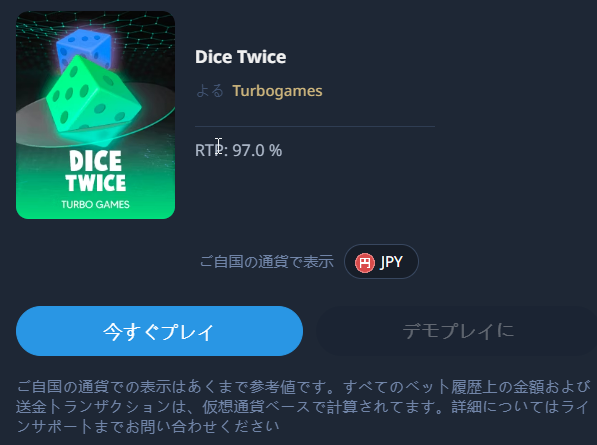 Dice Twice
よる Turbogames
RTP: 97.0 %
DICE
TWICE
TURBO GAMES
ご自国の通貨で表示 円 JPY
今すぐプレイ デモプレイに
ご自国の通貨での表示はあくまで参考値です。すべてのベット履歴上の金額および
送金トランザクションは、仮想通貨ベースで計算されてます。詳細についてはライ
ンサポートまでお問い合わせください